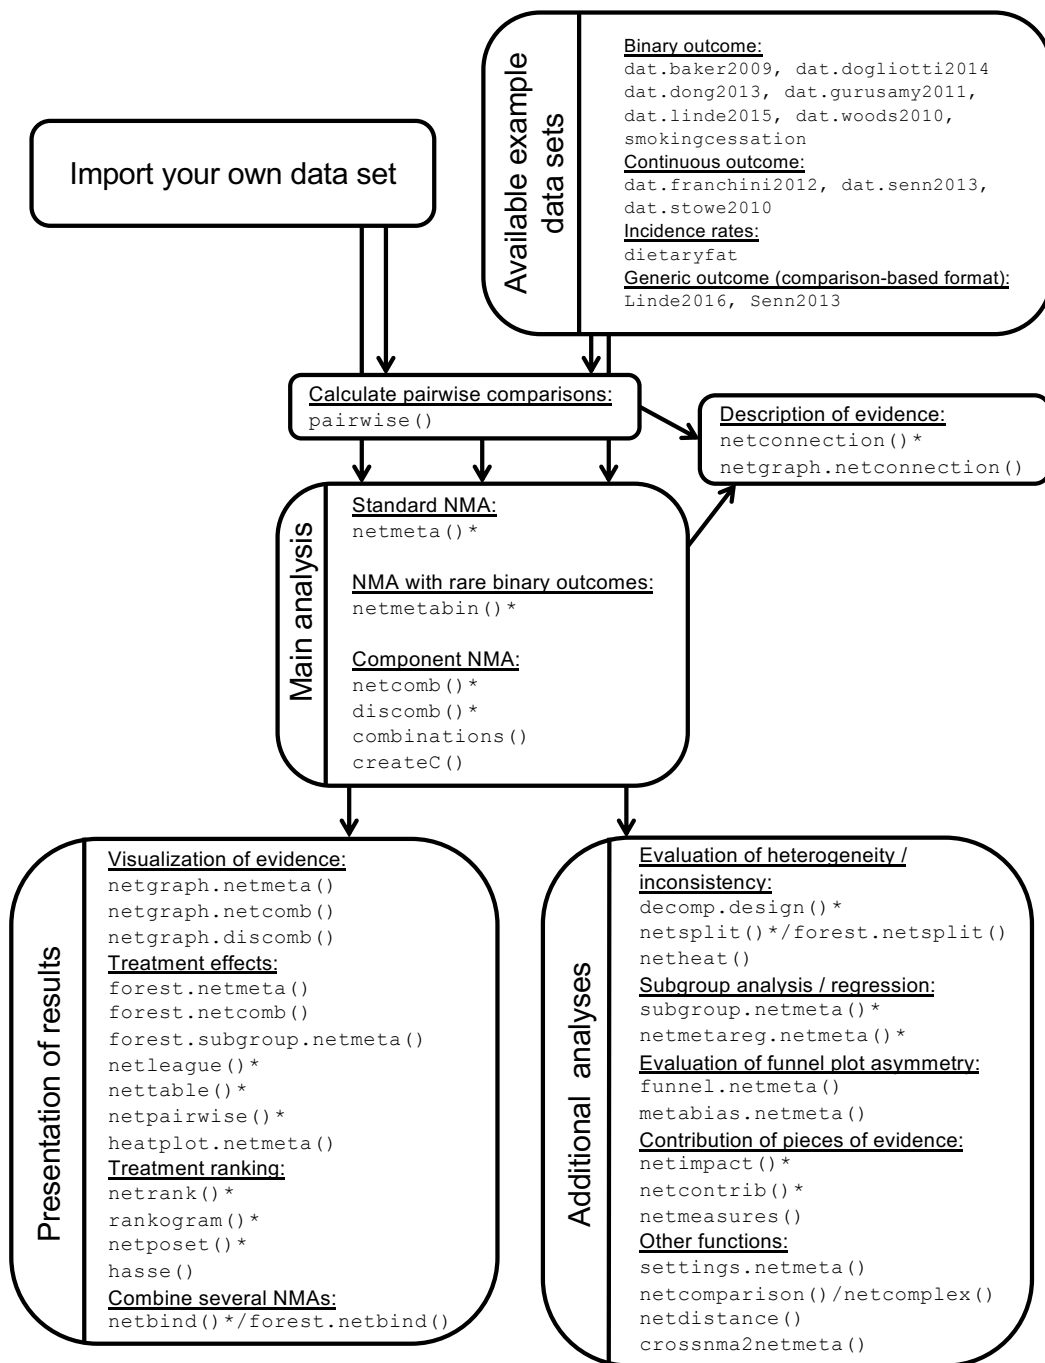 Import your own data set
Available example
data sets
Binary outcome:
dat.baker2009, dat.dogliotti2014
dat.dong2013, dat.gurusamy2011,
dat.linde2015, dat.woods2010,
smokingcessation
Continuous outcome:
dat.franchini2012, dat.senn2013,
dat.stowe2010
Incidence rates:
dietaryfat
Generic outcome (comparison-based format):
Linde2016, Senn2013
Calculate pairwise comparisons:
pairwise()
Description of evidence:
netconnection()*
netgraph.netconnection()
Main analysis
Standard NMA:
netmeta()*
NMA with rare binary outcomes:
netmetabin()*
Component NMA:
netcomb()*
discomb()*
combinations()
createC()
Presentation of results
Visualization of evidence:
netgraph.netmeta()
netgraph.netcomb()
netgraph.discomb()
Treatment effects:
forest.netmeta()
forest.netcomb()
forest.subgroup.netmeta()
netleague()*
nettable()*
netpairwise()*
heatplot.netmeta()
Treatment ranking:
netrank()*
rankogram()*
netposet()*
hasse()
Combine several NMAs:
netbind()*/forest.netbind()
Additional analyses
Evaluation of heterogeneity /
inconsistency:
decomp.design()*
netsplit()*/forest.netsplit()
netheat()
Subgroup analysis / regression:
subgroup.netmeta()*
netmetareg.netmeta()*
Evaluation of funnel plot asymmetry:
funnel.netmeta()
metabias.netmeta()
Contribution of pieces of evidence:
netimpact()*
netcontrib()*
netmeasures()
Other functions:
settings.netmeta()
netcomparison()/netcomplex()
netdistance()
crossnma2netmeta()